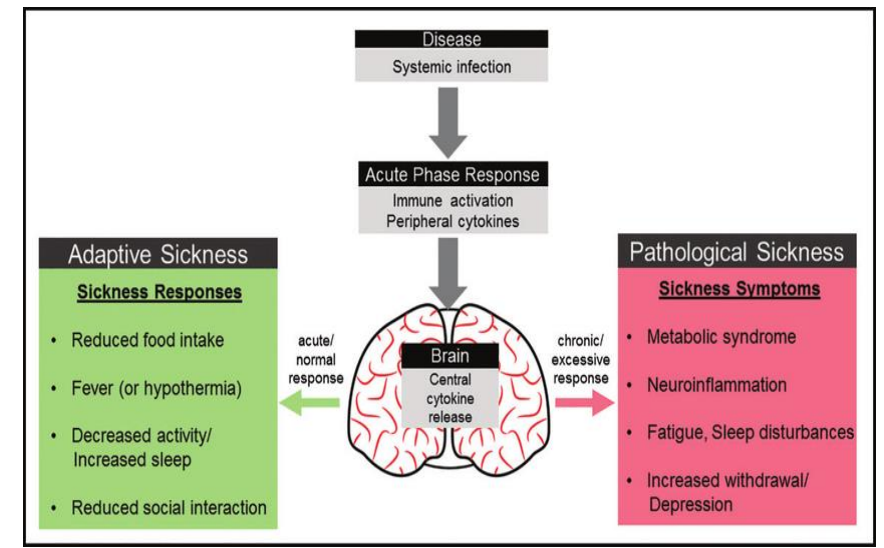 Disease
Systemic infection
Acute Phase Response
Immune activation
Peripheral cytokines
Adaptive Sickness
Sickness Responses
• Reduced food intake
• Fever (or hypothermia)
• Decreased activity/
Increased sleep
• Reduced social interaction
acute/
normal
response
Brain
Central
cytokine
release
chronic/
excessive
response
Pathological Sickness
Sickness Symptoms
• Metabolic syndrome
• Neuroinflammation
• Fatigue, Sleep disturbances
• Increased withdrawal/
Depression